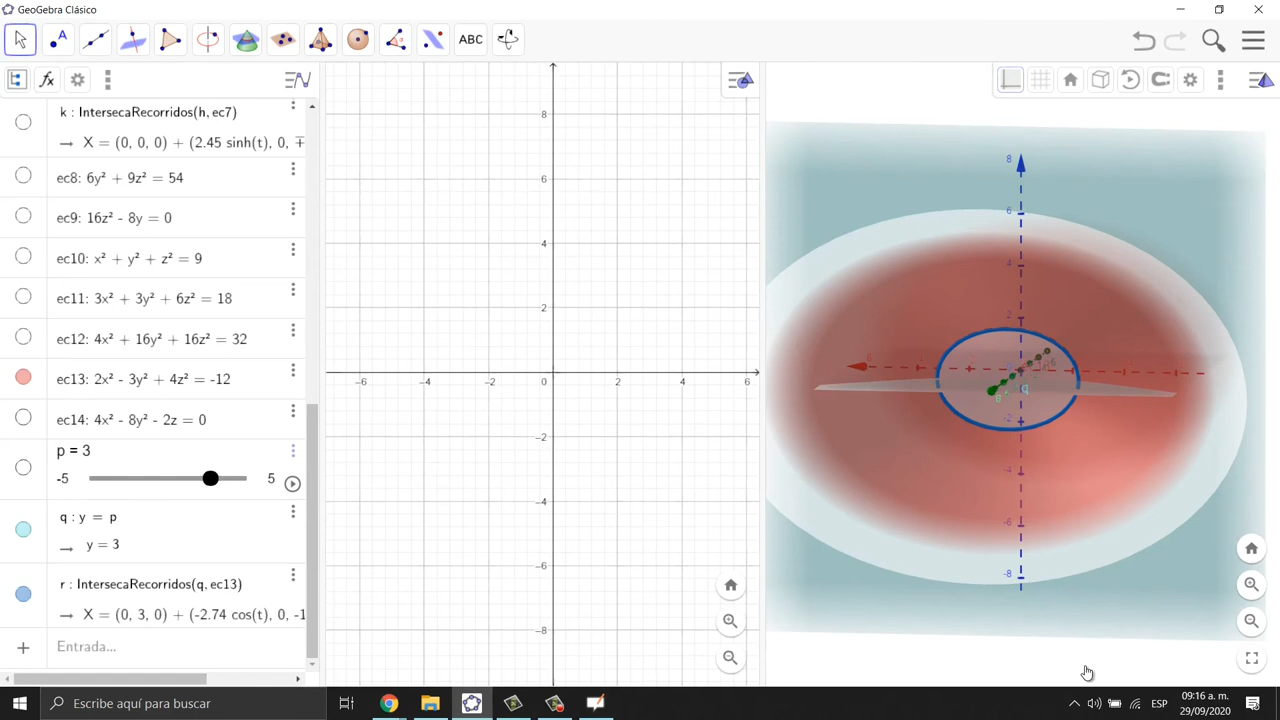 GeoGebra Clásico
ABC
k : IntersecaRecorridos(h, ec7)
→ X = (0, 0, 0) + (2.45 sinh(t), 0, ∓
ec8: 6y² + 9z² = 54
ec9: 16z² - 8y = 0
ec10: x² + y² + z² = 9
ec11: 3x² + 3y² + 6z² = 18
ec12: 4x² + 16y² + 16z² = 32
ec13: 2x² - 3y² + 4z² = -12
ec14: 4x² - 8y² - 2z = 0
p = 3
-5
5
q : y = p
→ y = 3
r : IntersecaRecorridos(q, ec13)
→ X = (0, 3, 0) + (-2.74 cos(t), 0, -1
Entrada...
8
6
4
2
-6 -4 -2 0 2 4 6
-2
-4
-6
-8
8
6
4
2
q
-2
-4
-6
-8
Escribe aquí para buscar
ESP
09:16 a. m.
29/09/2020